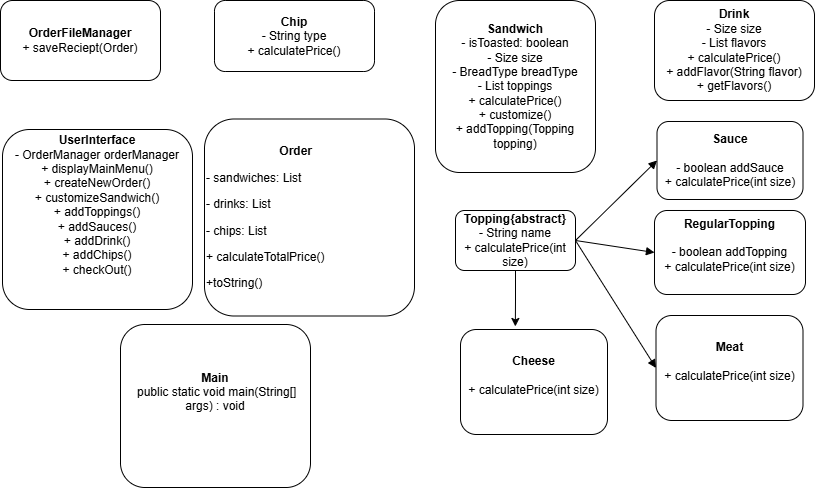 OrderFileManager
+ saveReciept(Order)
Chip
- String type
+ calculatePrice()
Sandwich
- isToasted: boolean
- Size size
- BreadType breadType
- List toppings
+ calculatePrice()
+ customize()
+ addTopping(Topping
topping)
Drink
- Size size
- List flavors
+ calculatePrice()
+ addFlavor(String flavor)
+ getFlavors()
UserInterface
- OrderManager orderManager
+ displayMainMenu()
+ createNewOrder()
+ customizeSandwich()
+ addToppings()
+ addSauces()
+ addDrink()
+ addChips()
+ checkOut()
Order
- sandwiches: List
- drinks: List
- chips: List
+ calculateTotalPrice()
+toString()
Sauce
- boolean addSauce
+ calculatePrice(int size)
Topping{abstract}
- String name
+ calculatePrice(int
size)
RegularTopping
- boolean addTopping
+ calculatePrice(int size)
Main
public static void main(String[]
args) : void
Cheese
+ calculatePrice(int size)
Meat
+ calculatePrice(int size)